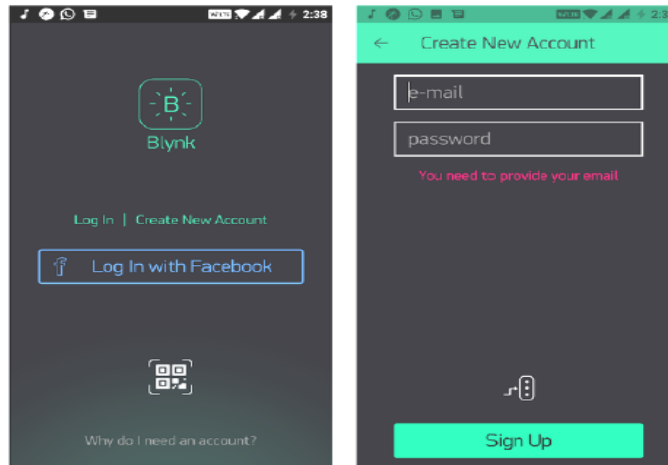 2:38
B
Blynk
Log In | Create New Account
f Log In with Facebook
Why do I need an account?
← Create New Account
e-mail
password
You need to provide your email
Sign Up